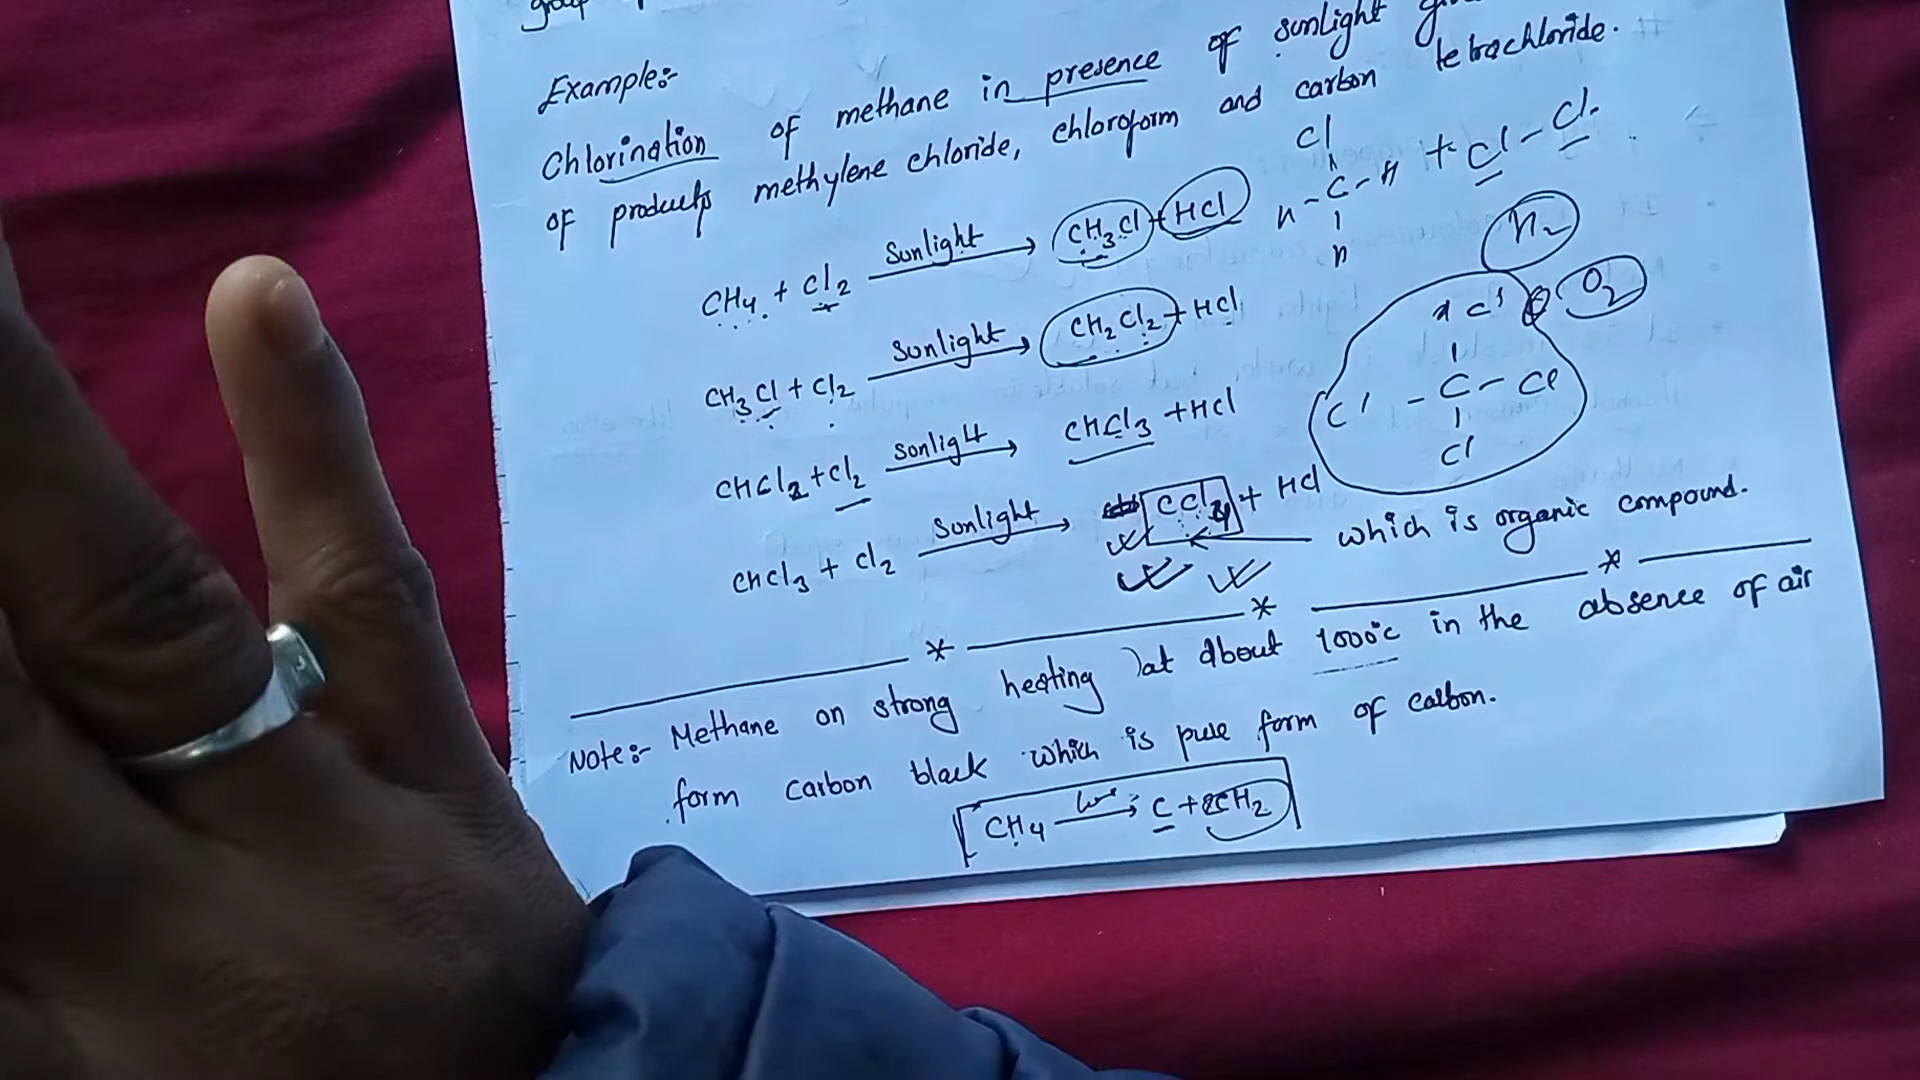 group
Example:-
Chlorination of methane in presence of sunlight
of products methylene chloride, chloroform and carbon tetrachloride.
CH4 + Cl2 Sunlight → CH3Cl + HCl
CH3Cl + Cl2 Sunlight → CH2Cl2 + HCl
CHCl2 + Cl2 Sunligtt → CHCl3 + HCl
CHCl3 + Cl2 Sunlight → CCl4 + HCl
Cl
H - C - H + Cl - Cl
H
H2
Cl O2
Cl - C - Cl
Cl
which is organic compound.
Note:- Methane on strong heating at about 1000°C in the absence of air
form carbon black which is pure form of carbon.
CH4 → C + 2H2